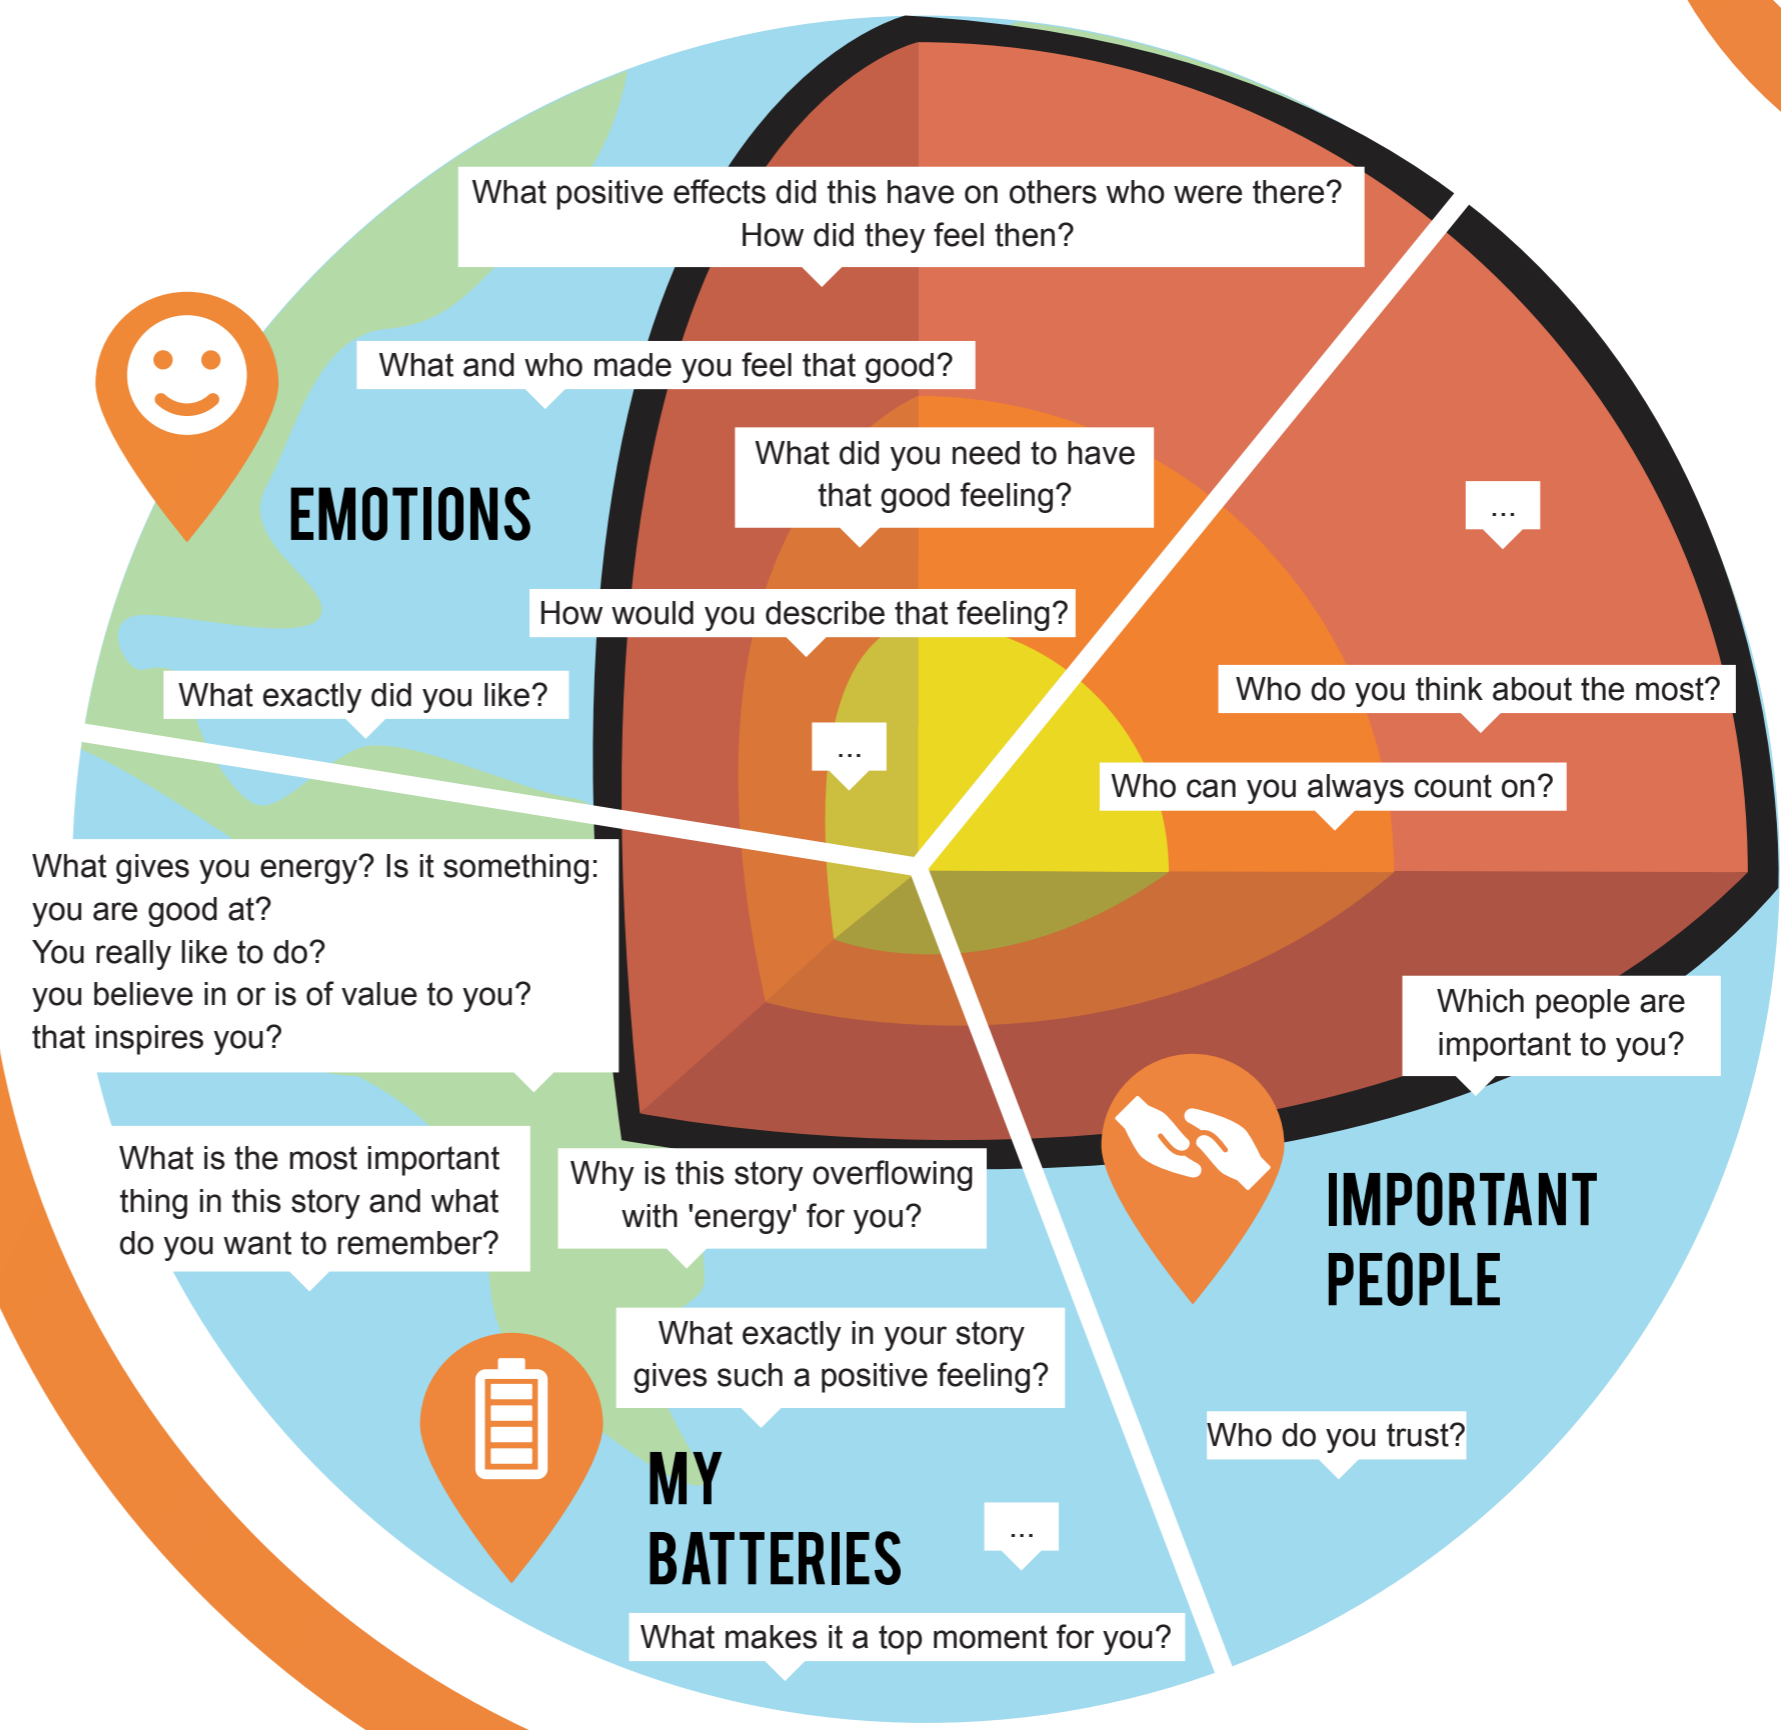 What positive effects did this have on others who were there?
How did they feel then?
What and who made you feel that good?
What did you need to have
that good feeling?
EMOTIONS
How would you describe that feeling?
What exactly did you like?
...
...
Who do you think about the most?
Who can you always count on?
Which people are
important to you?
IMPORTANT
PEOPLE
Who do you trust?
What gives you energy? Is it something:
you are good at?
You really like to do?
you believe in or is of value to you?
that inspires you?
What is the most important
thing in this story and what
do you want to remember?
Why is this story overflowing
with 'energy' for you?
What exactly in your story
gives such a positive feeling?
MY
BATTERIES
...
What makes it a top moment for you?